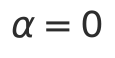 α = 0